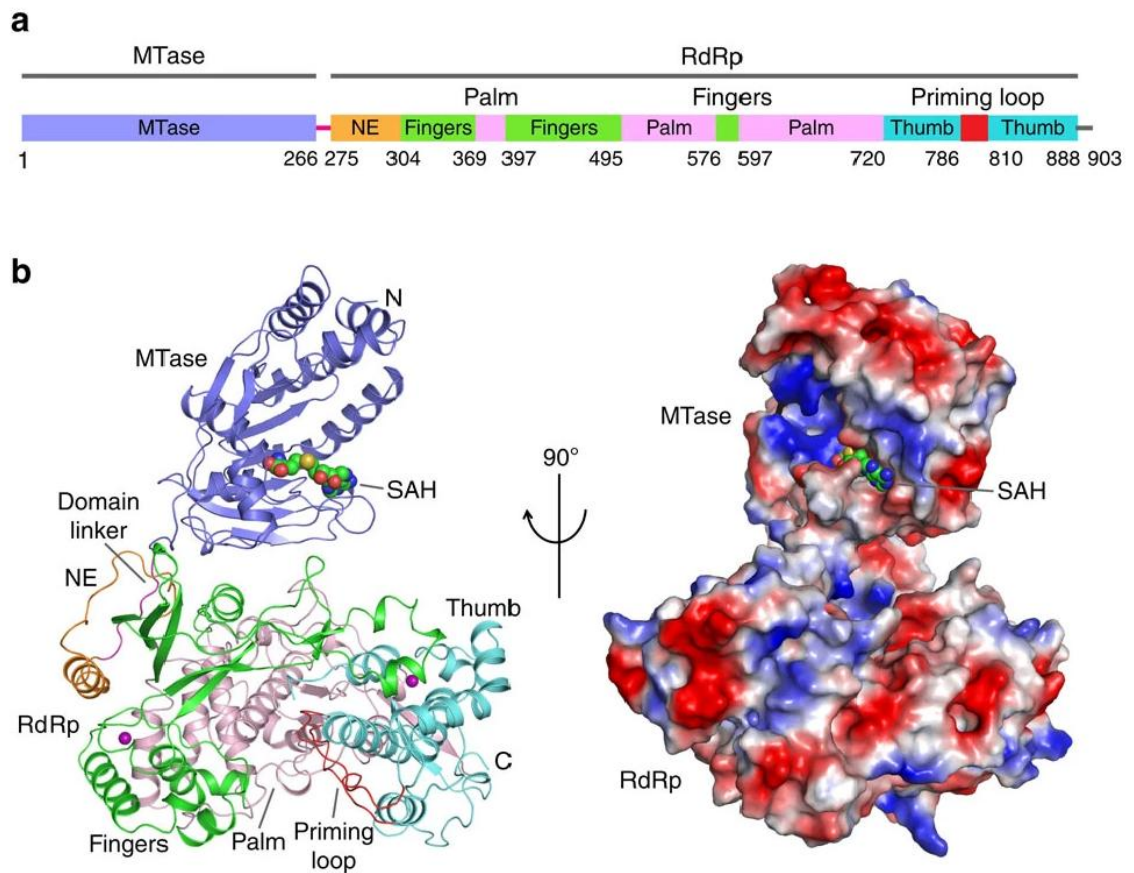 a
MTase RdRp
Palm Fingers Priming loop
MTase NE Fingers Fingers Palm Palm Thumb Thumb
1 266 275 304 369 397 495 576 597 720 786 810 888 903
b
N
MTase
SAH
Domain
linker
NE
Thumb
RdRp
C
Fingers
Palm
Priming
loop
90°
MTase
SAH
RdRp